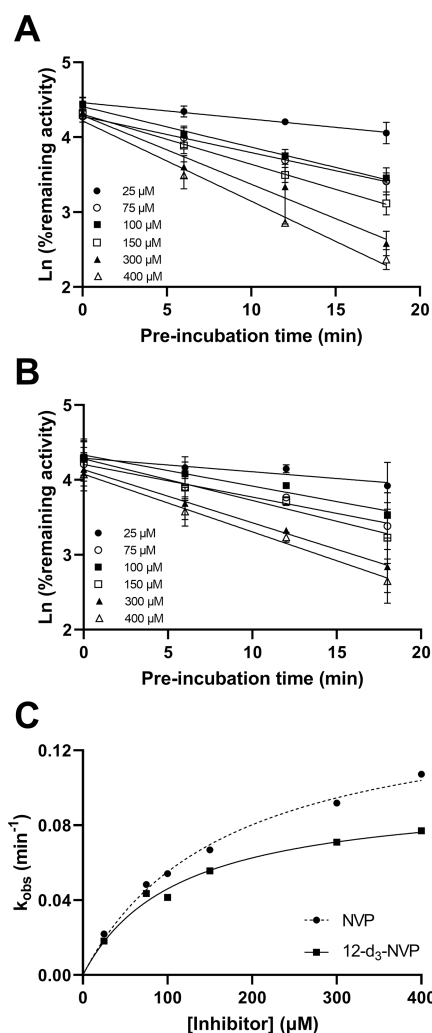 A
Ln (%remaining activity)
5
4
3
2
25 µM
75 µM
100 µM
150 µM
300 µM
400 µM
0
5
10
15
20
Pre-incubation time (min)
B
Ln (%remaining activity)
5
4
3
2
25 µM
75 µM
100 µM
150 µM
300 µM
400 µM
0
5
10
15
20
Pre-incubation time (min)
C
k_obs (min⁻¹)
0.12
0.08
0.04
0.00
NVP
12-d₃-NVP
0
100
200
300
400
[Inhibitor] (µM)